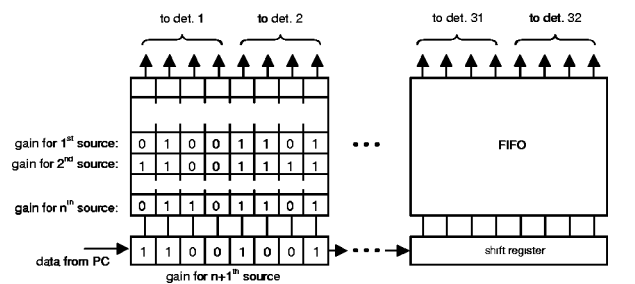 to det. 1 to det. 2 to det. 31 to det. 32
gain for 1st source: 0 1 0 0 1 1 0 1
gain for 2nd source: 1 1 0 0 1 1 1 1
FIFO
gain for nth source: 0 1 1 0 1 1 0 1
data from PC 1 1 0 0 1 0 0 1 shift register
gain for n+1th source